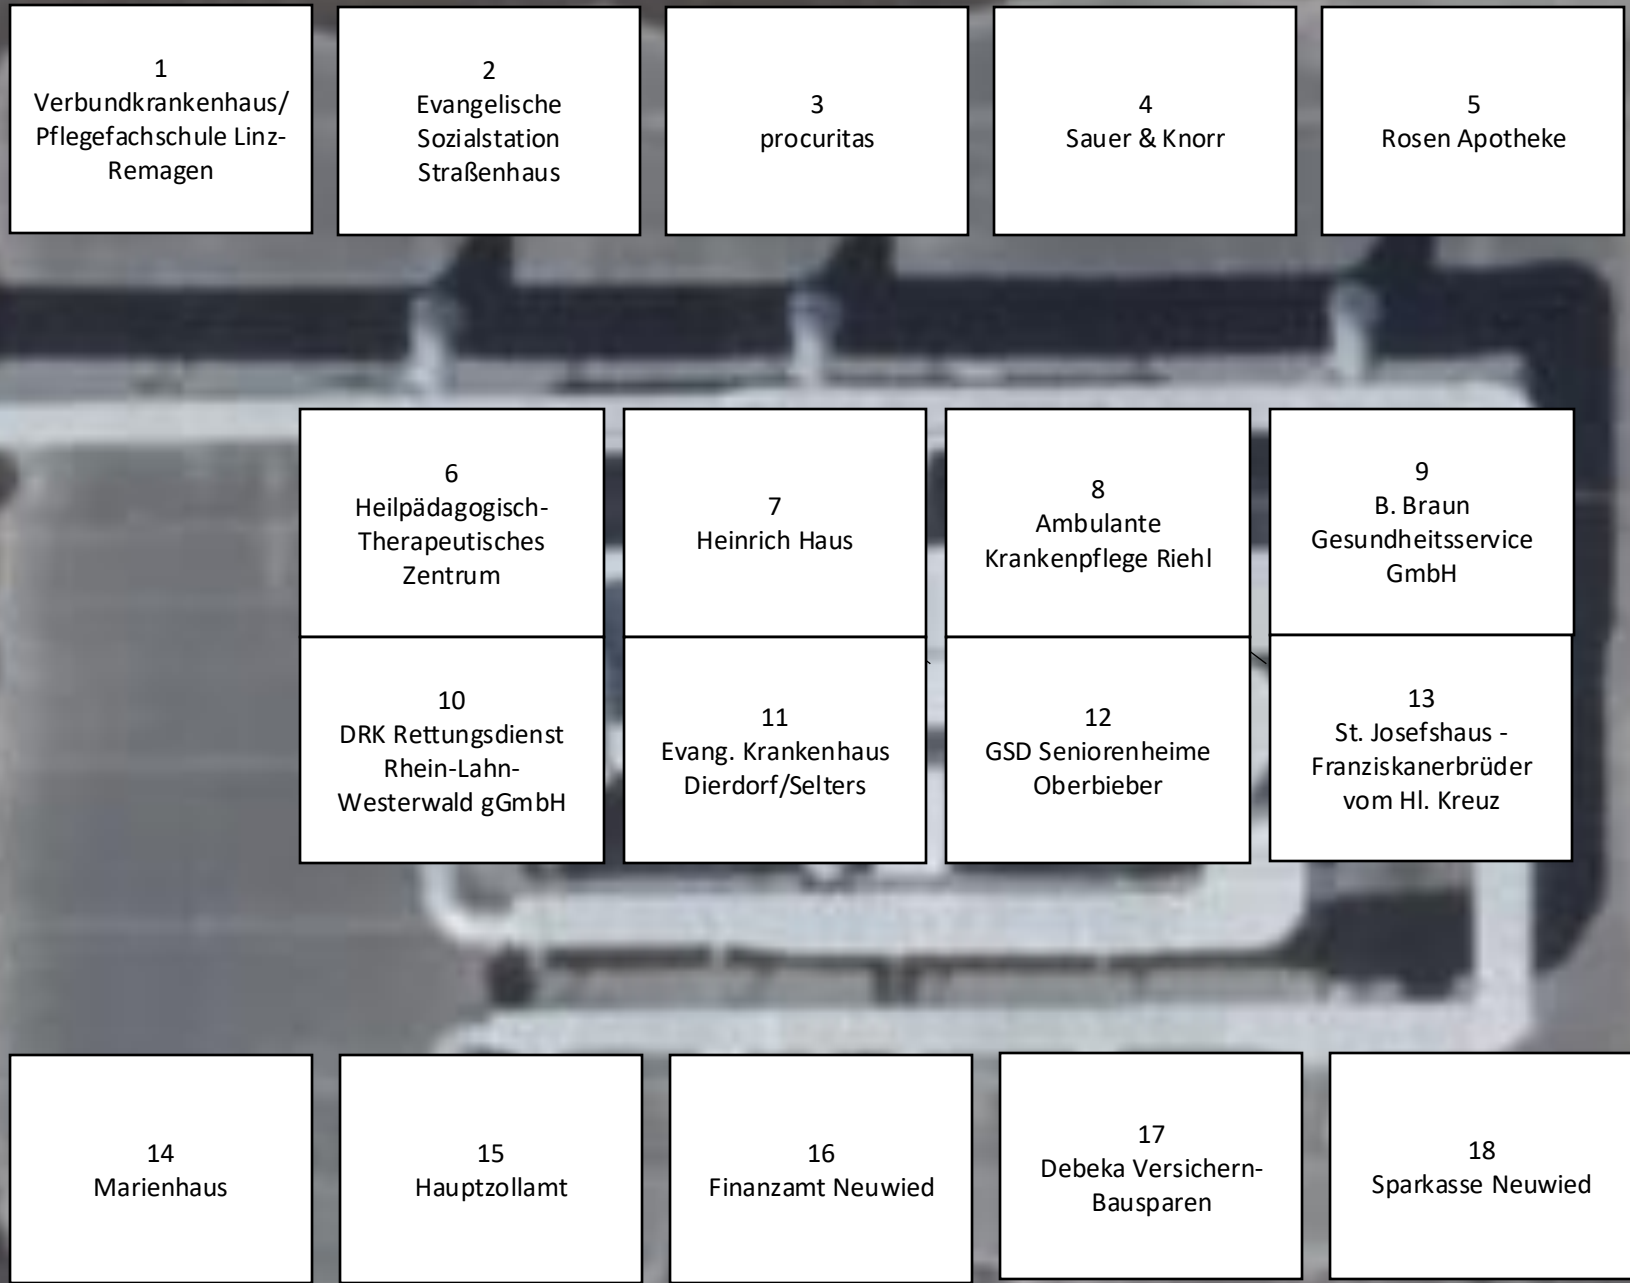 1
Verbundkrankenhaus/
Pflegefachschule Linz-
Remagen
2
Evangelische
Sozialstation
Straßenhaus
3
procuritas
4
Sauer & Knorr
5
Rosen Apotheke
6
Heilpädagogisch-
Therapeutisches
Zentrum
7
Heinrich Haus
8
Ambulante
Krankenpflege Riehl
9
B. Braun
Gesundheitsservice
GmbH
10
DRK Rettungsdienst
Rhein-Lahn-
Westerwald gGmbH
11
Evang. Krankenhaus
Dierdorf/Selters
12
GSD Seniorenheime
Oberbieber
13
St. Josefshaus -
Franziskanerbrüder
vom Hl. Kreuz
14
Marienhaus
15
Hauptzollamt
16
Finanzamt Neuwied
17
Debeka Versichern-
Bausparen
18
Sparkasse Neuwied